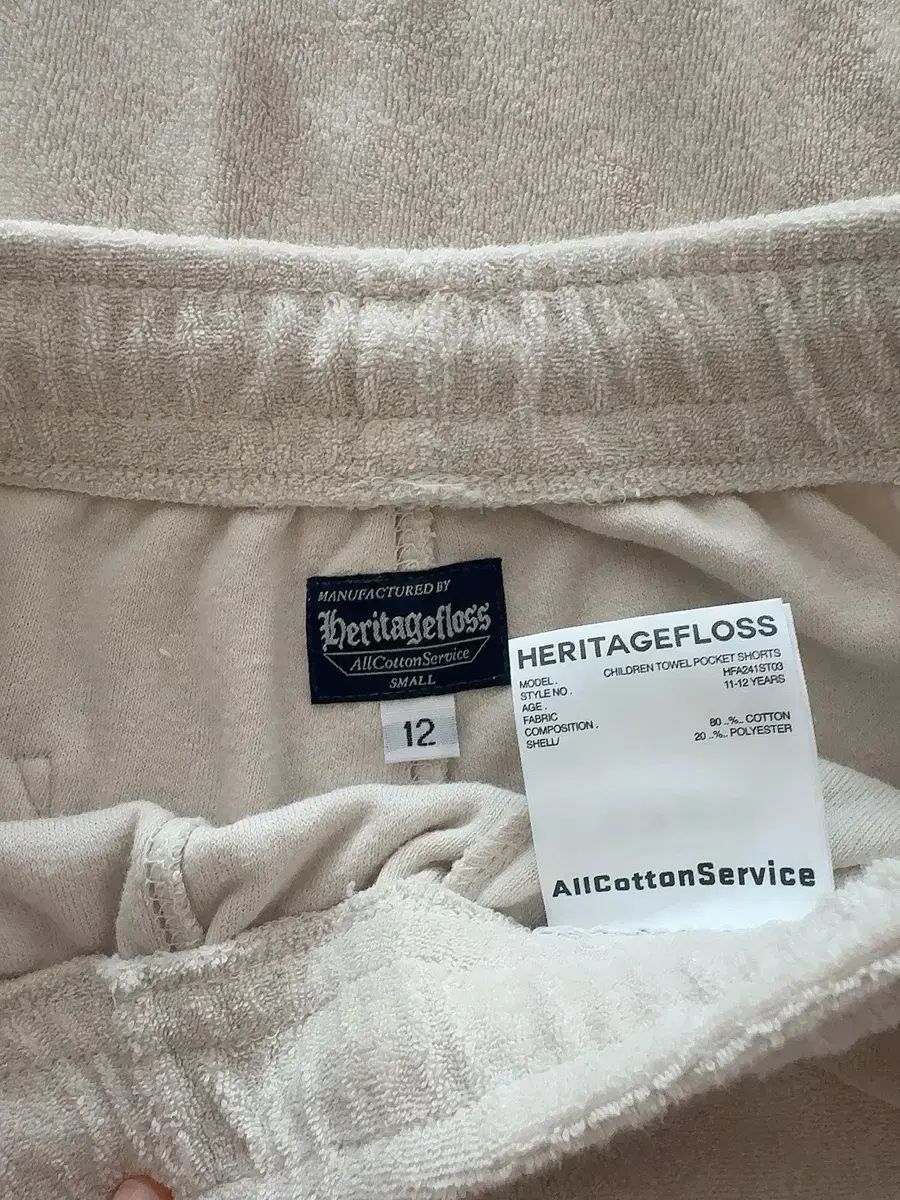 MANUFACTURED BY
Heritagefloss
AllCottonService
SMALL
12
HERITAGEFLOSS
MODEL . CHILDREN TOWEL POCKET SHORTS
STYLE NO . HFA241ST03
AGE . 11-12 YEARS
FABRIC
COMPOSITION . 80 ..%.. COTTON
SHELL/ 20 ..%.. POLYESTER
AllCottonService